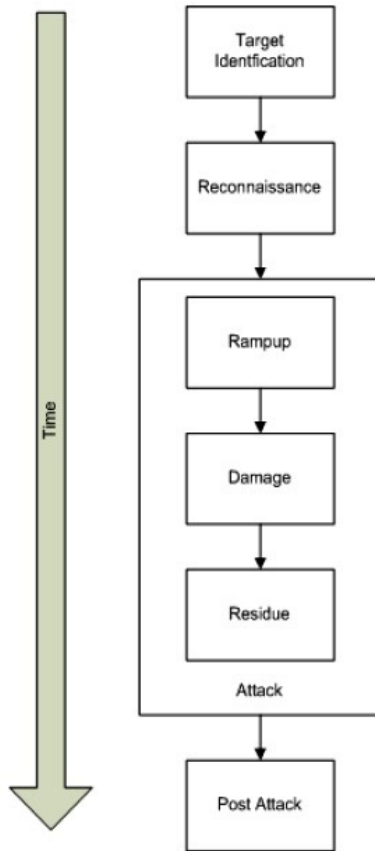 Target
Identfication
Reconnaissance
Rampup
Time
Damage
Residue
Attack
Post Attack